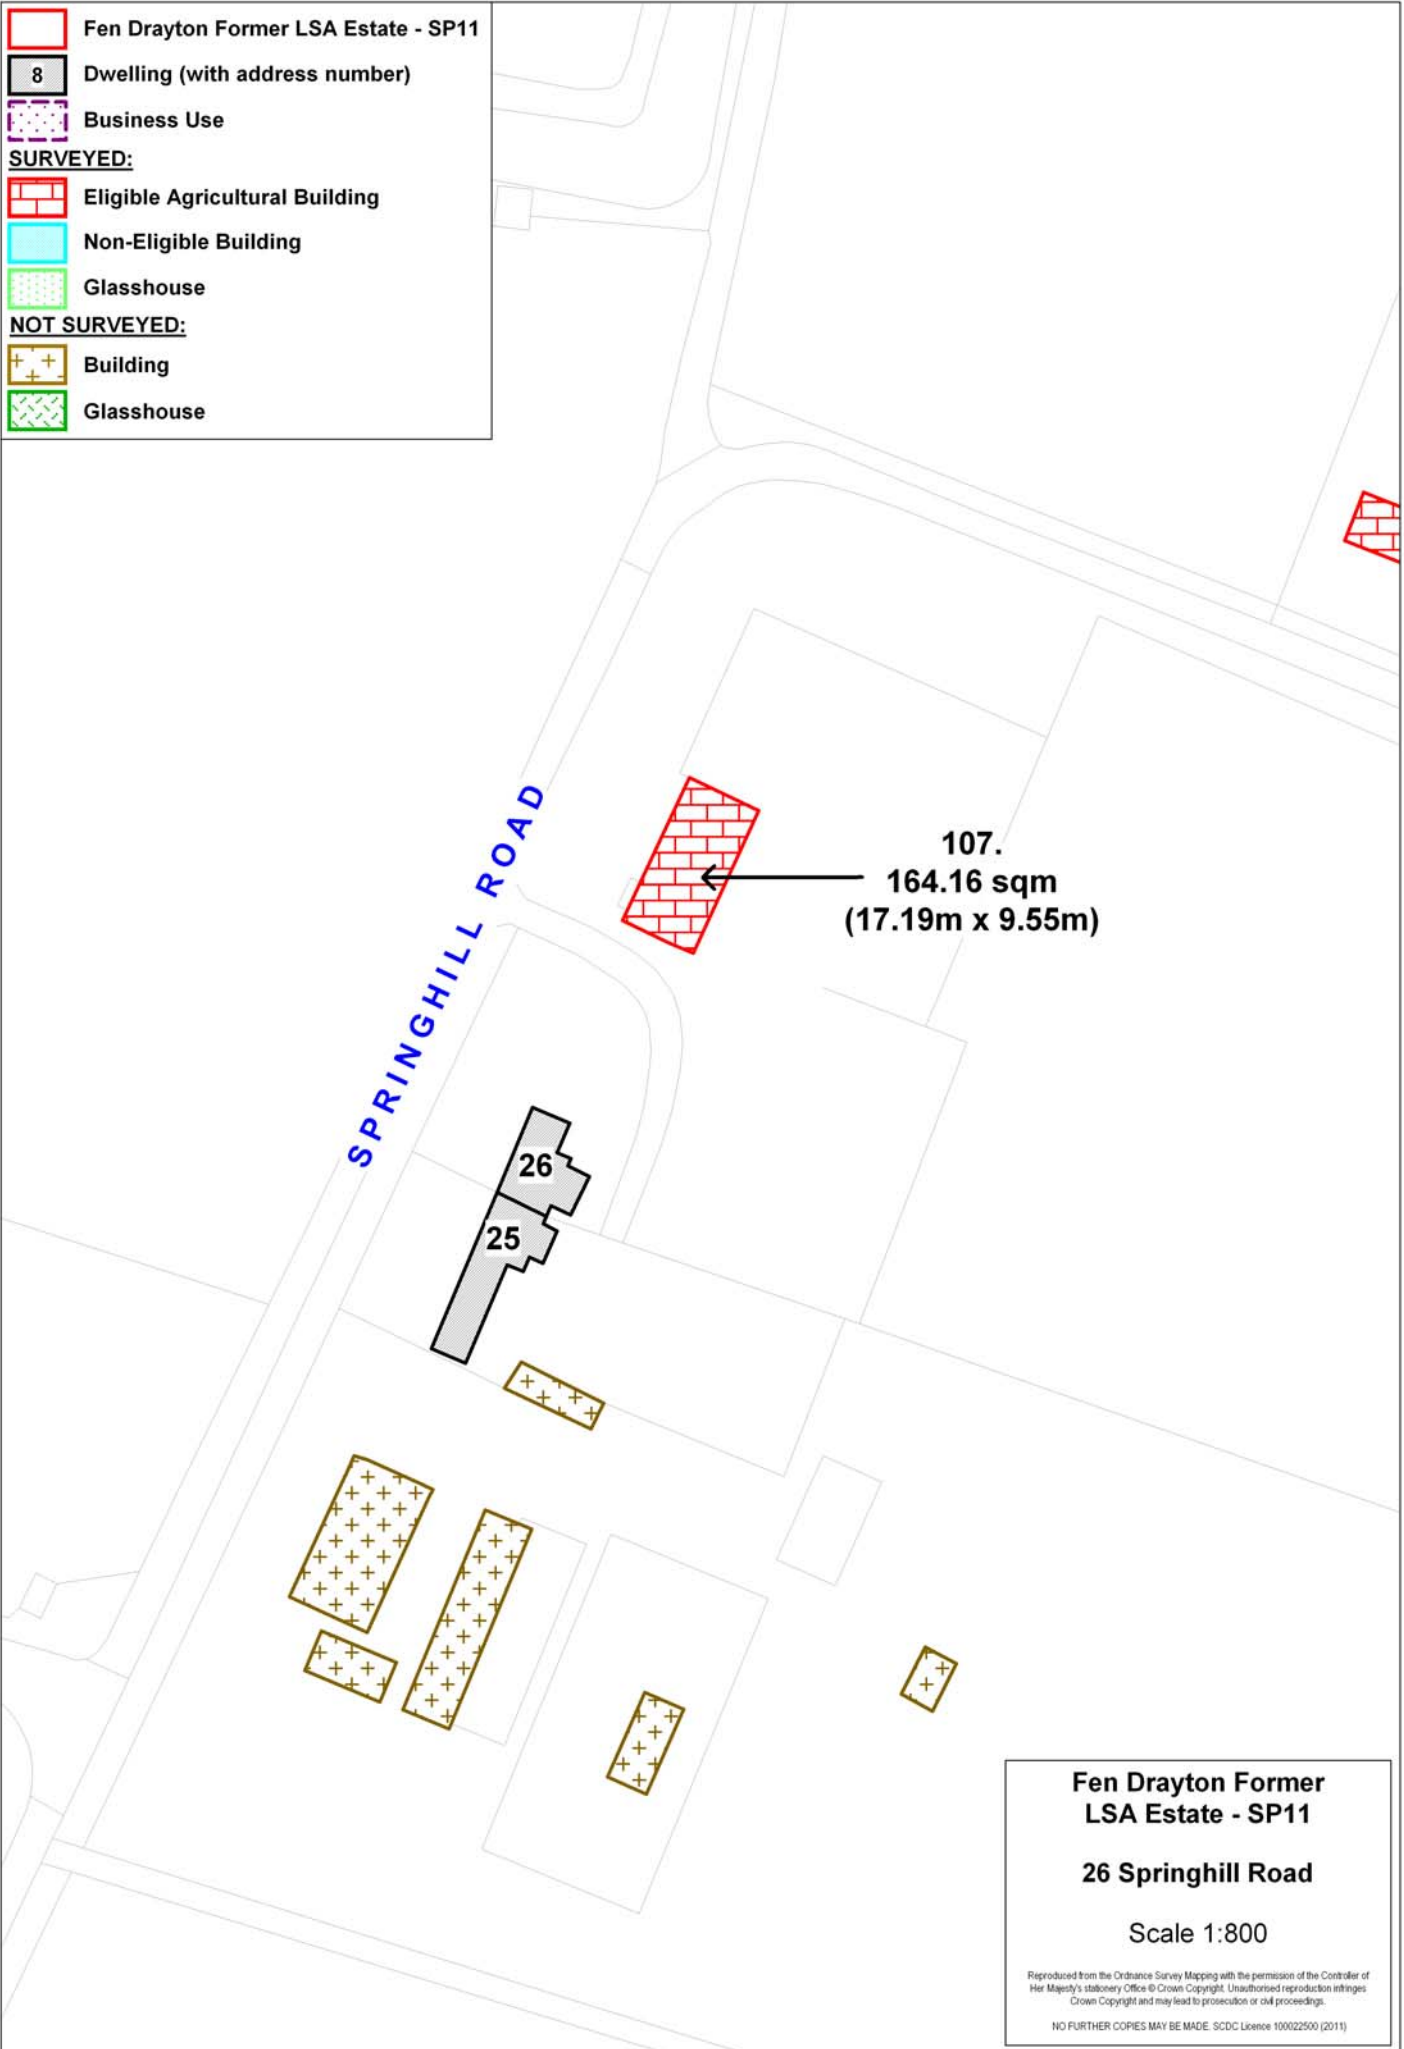 Fen Drayton Former LSA Estate - SP11
8 Dwelling (with address number)
Business Use
SURVEYED:
Eligible Agricultural Building
Non-Eligible Building
Glasshouse
NOT SURVEYED:
Building
Glasshouse
SPRINGHILL ROAD
107.
164.16 sqm
(17.19m x 9.55m)
26
25
Fen Drayton Former
LSA Estate - SP11
26 Springhill Road
Scale 1:800
Reproduced from the Ordnance Survey Mapping with the permission of the Controller of
Her Majesty's stationery Office © Crown Copyright. Unauthorised reproduction infringes
Crown Copyright and may lead to prosecution or civil proceedings.
NO FURTHER COPIES MAY BE MADE. SCDC Licence 100022500 (2011)